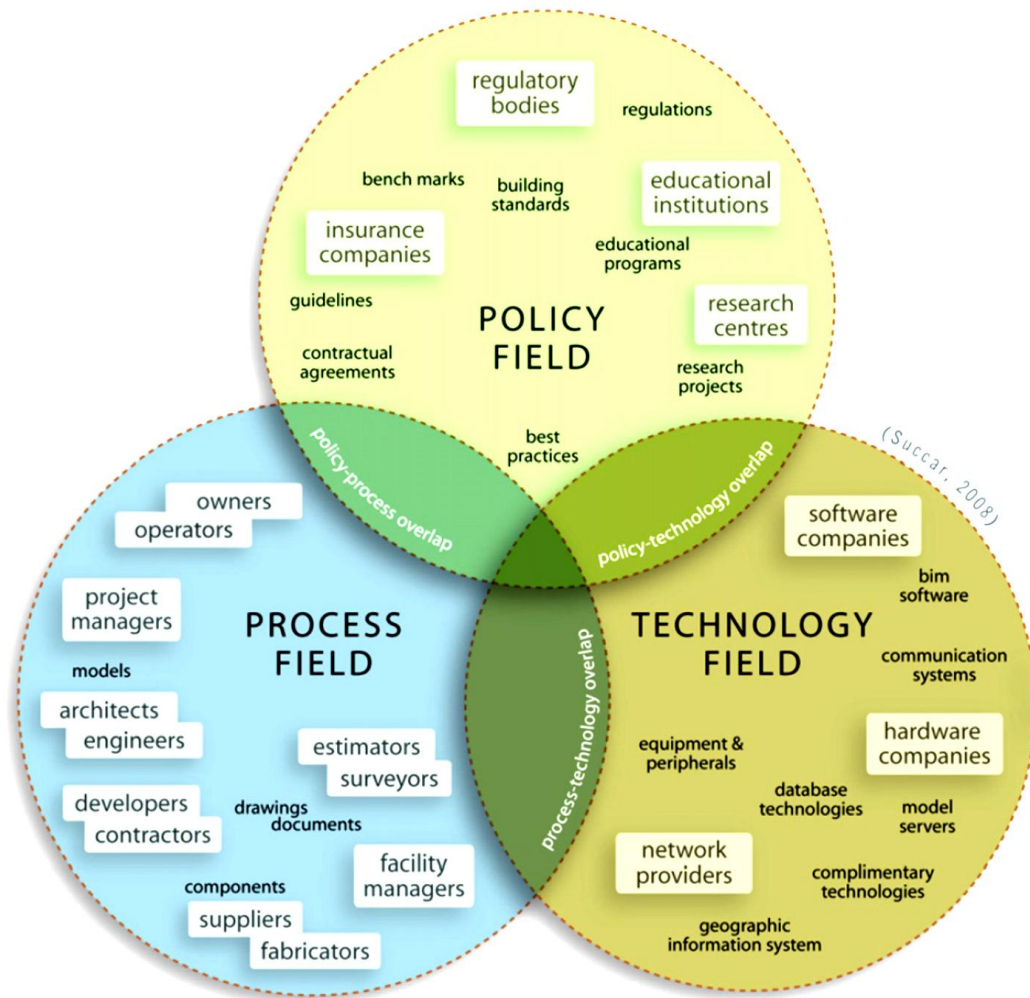 regulatory
bodies
regulations
bench marks
building
standards
educational
institutions
insurance
companies
educational
programs
guidelines
research
centres
POLICY
FIELD
contractual
agreements
research
projects
best
practices
policy-process overlap
policy-technology overlap
(Succar, 2008)
owners
operators
project
managers
PROCESS
FIELD
models
architects
engineers
estimators
surveyors
developers
contractors
drawings
documents
facility
managers
components
suppliers
fabricators
process-technology overlap
software
companies
bim
software
TECHNOLOGY
FIELD
communication
systems
hardware
companies
equipment &
peripherals
database
technologies
model
servers
network
providers
complimentary
technologies
geographic
information system